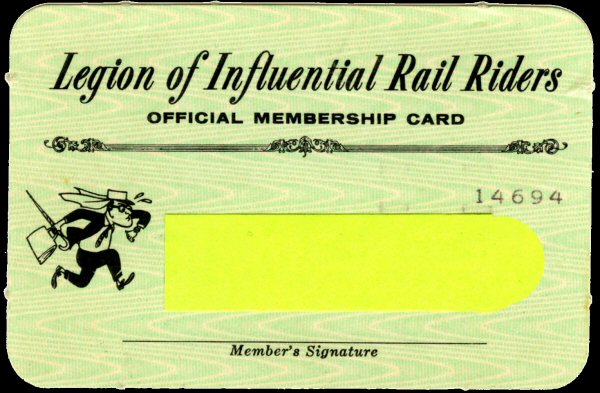 Legion of Influential Rail Riders
OFFICIAL MEMBERSHIP CARD
14694
Member's Signature